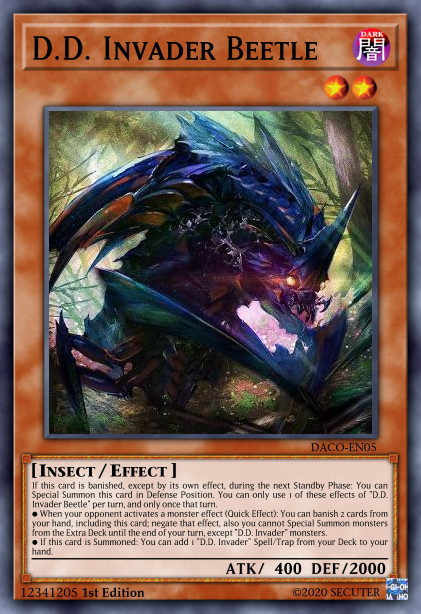 D.D. INVADER BEETLE
DARK
闇
DACO-EN05
[INSECT / EFFECT]
If this card is banished, except by its own effect, during the next Standby Phase: You can
Special Summon this card in Defense Position. You can only use 1 of these effects of "D.D.
Invader Beetle" per turn, and only once that turn.
● When your opponent activates a monster effect (Quick Effect): You can banish 2 cards from
your hand, including this card; negate that effect, also you cannot Special Summon monsters
from the Extra Deck until the end of your turn, except "D.D. Invader" monsters.
● If this card is Summoned: You can add 1 "D.D. Invader" Spell/Trap from your Deck to your
hand.
ATK/ 400 DEF/2000
12341205 1st Edition ©2020 SECUTER